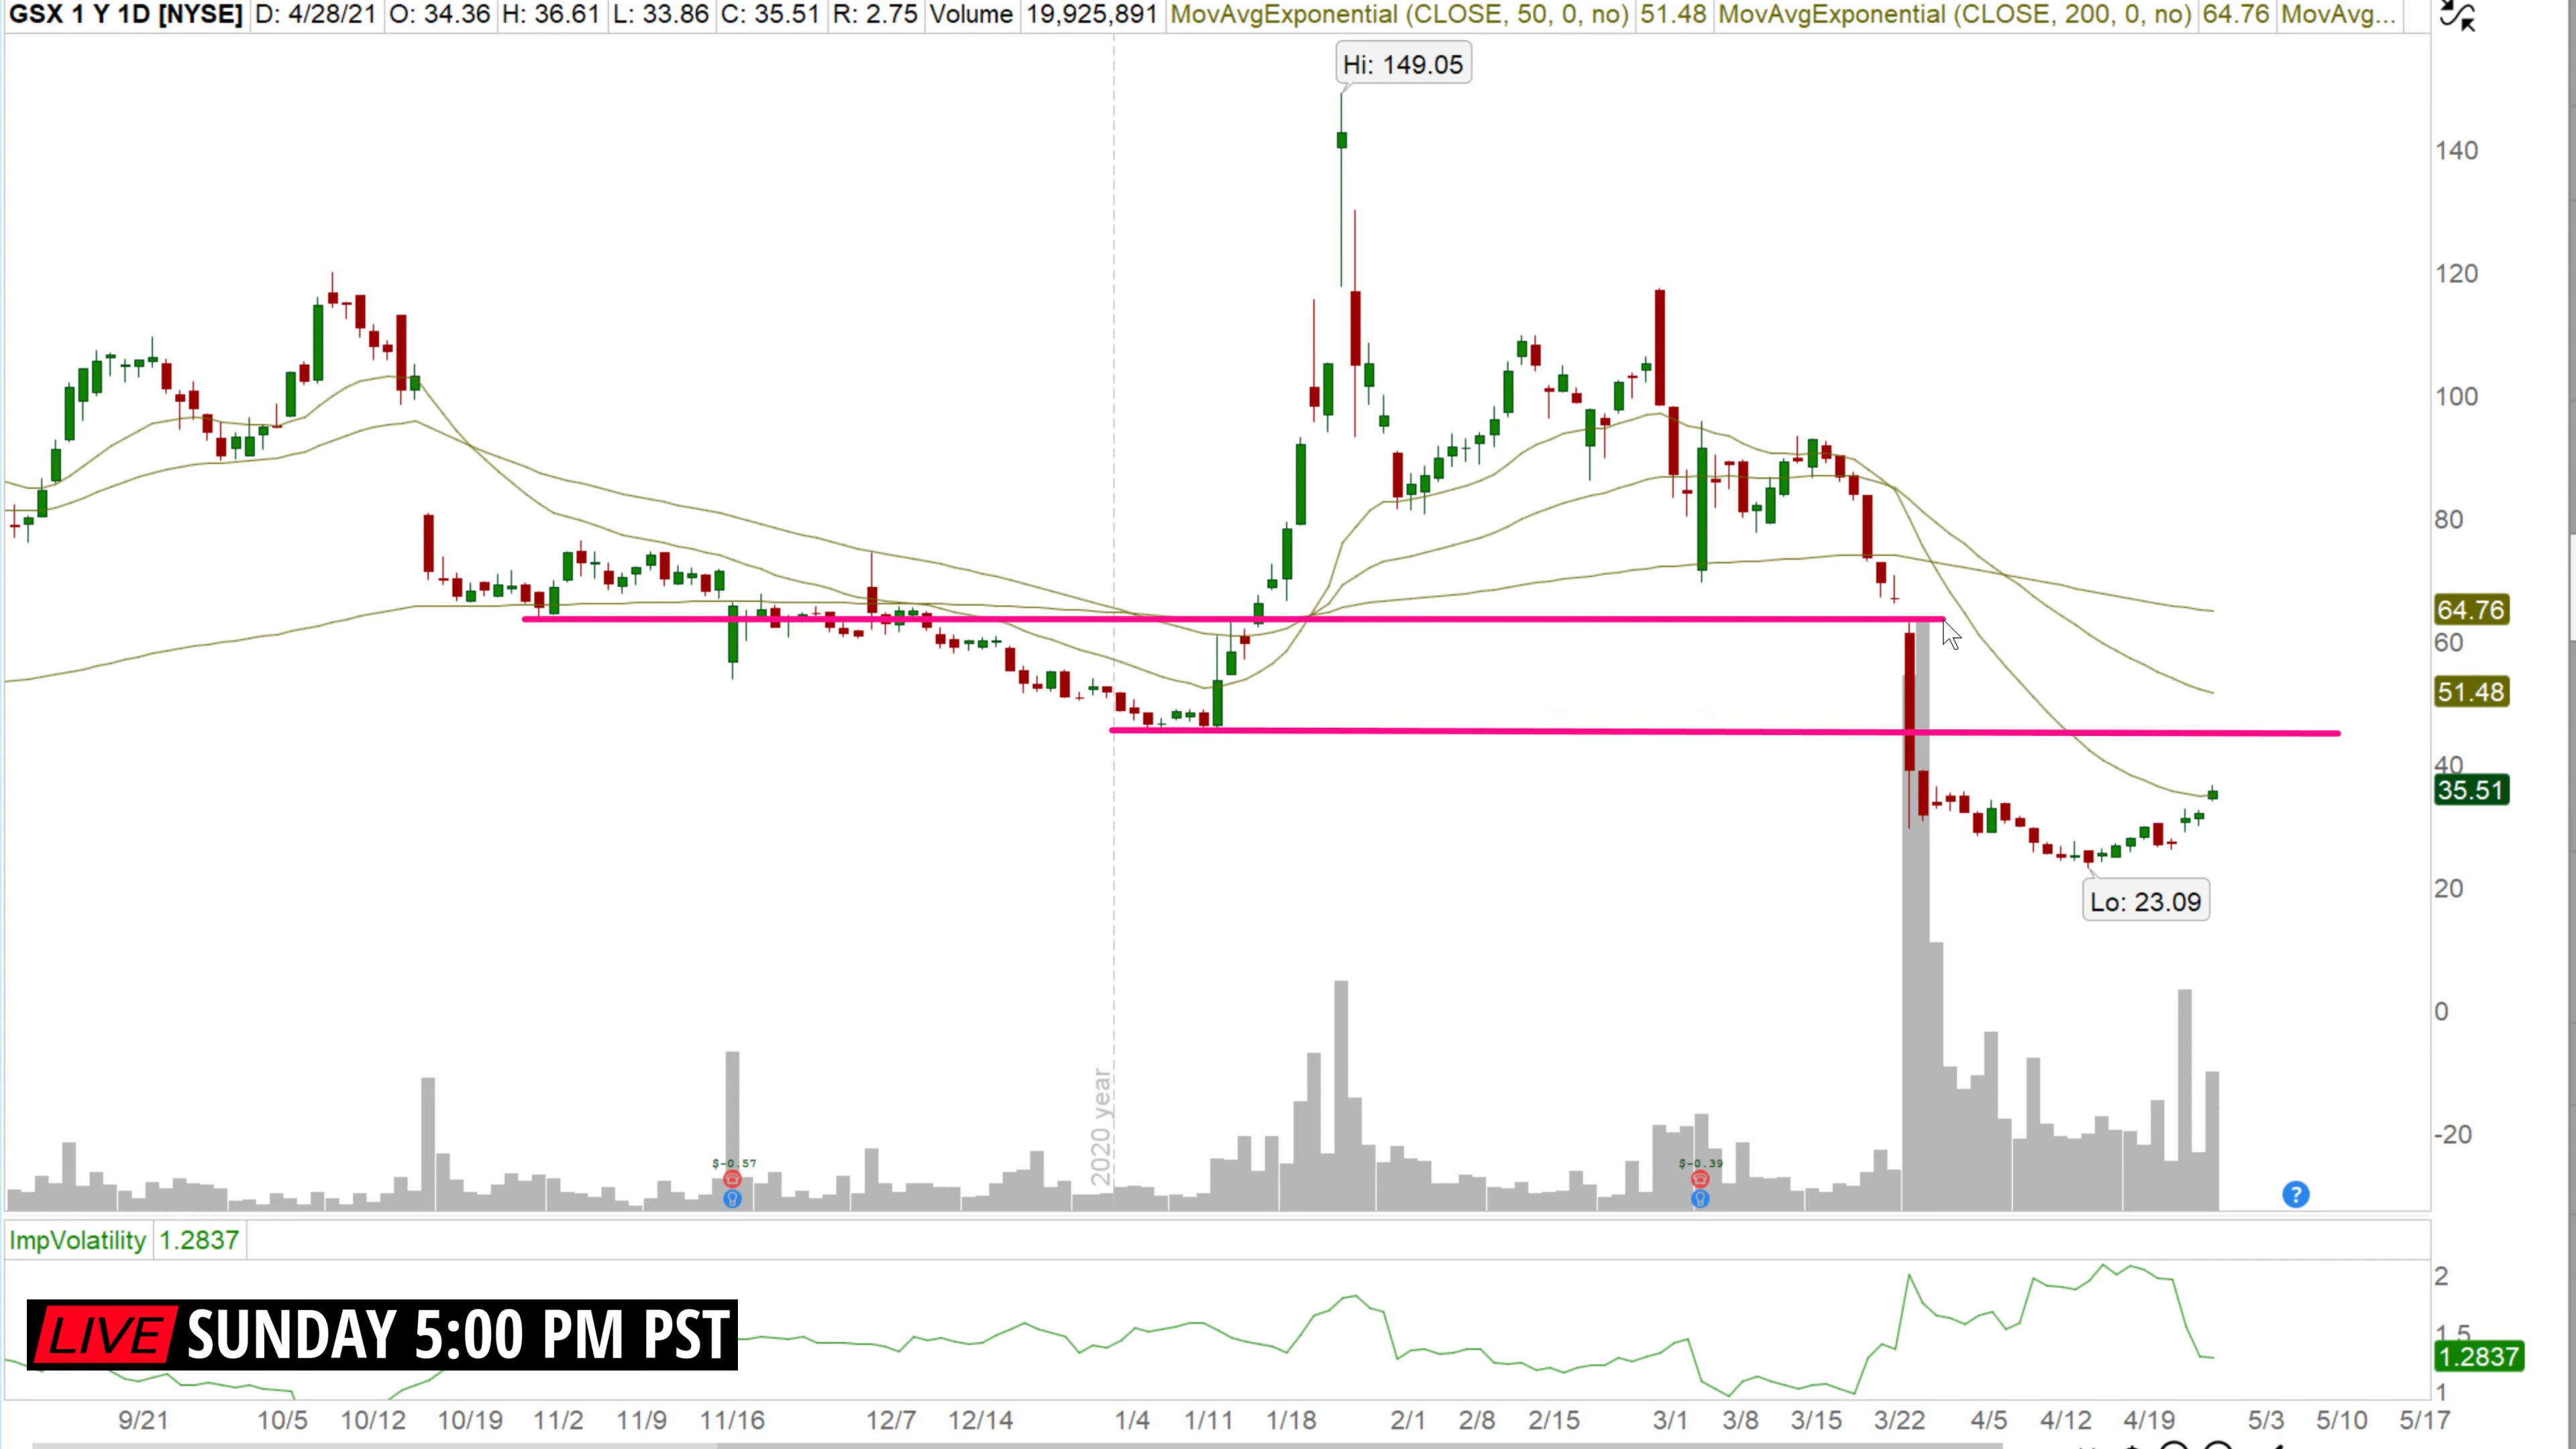 GSX 1 Y 1D [NYSE] D: 4/28/21 O: 34.36 H: 36.61 L: 33.86 C: 35.51 R: 2.75 Volume 19,925,891 MovAvgExponential (CLOSE, 50, 0, no) 51.48 MovAvgExponential (CLOSE, 200, 0, no) 64.76 MovAvg...
Hi: 149.05
140
120
100
80
64.76
60
51.48
40
35.51
Lo: 23.09
20
0
-20
2020 year
$-0.57
$-0.39
?
ImpVolatility 1.2837
2
1.5
1.2837
1
LIVE SUNDAY 5:00 PM PST
9/21 10/5 10/12 10/19 11/2 11/9 11/16 12/7 12/14 1/4 1/11 1/18 2/1 2/8 2/15 3/1 3/8 3/15 3/22 4/5 4/12 4/19 5/3 5/10 5/17